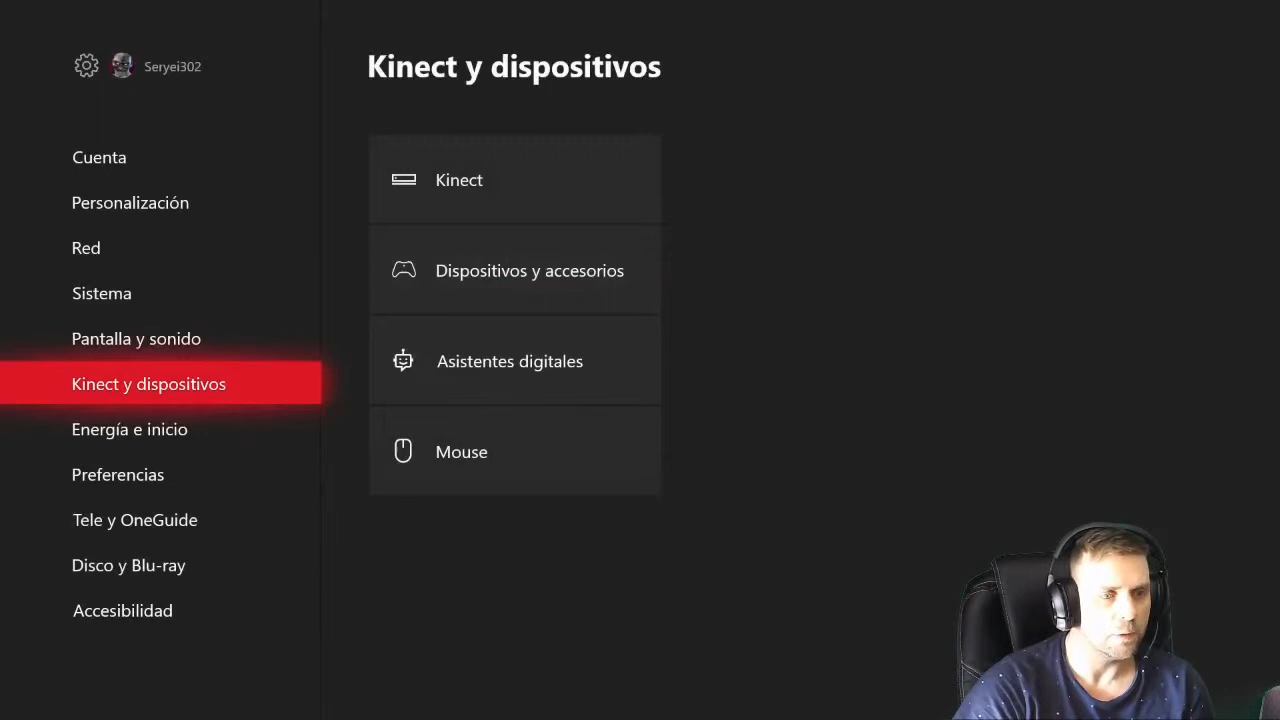 Seryei302
Cuenta
Personalización
Red
Sistema
Pantalla y sonido
Kinect y dispositivos
Energía e inicio
Preferencias
Tele y OneGuide
Disco y Blu-ray
Accesibilidad
Kinect y dispositivos
Kinect
Dispositivos y accesorios
Asistentes digitales
Mouse